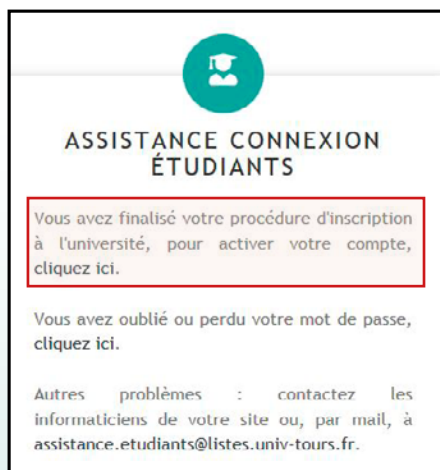 ASSISTANCE CONNEXION
ÉTUDIANTS
Vous avez finalisé votre procédure d'inscription
à l'université, pour activer votre compte,
cliquez ici.
Vous avez oublié ou perdu votre mot de passe,
cliquez ici.
Autres problèmes : contactez les
informaticiens de votre site ou, par mail, à
assistance.etudiants@listes.univ-tours.fr.